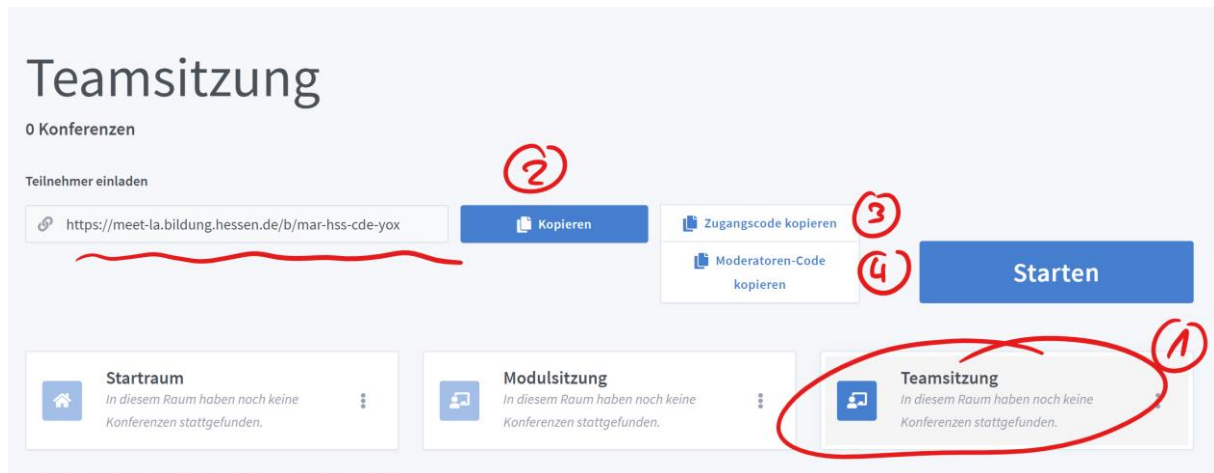 Teamsitzung
0 Konferenzen
2
Teilnehmer einladen
https://meet-la.bildung.hessen.de/b/mar-hss-cde-yox
Kopieren
Zugangscode kopieren
3
Moderatoren-Code
kopieren
4
Starten
1
Startraum
In diesem Raum haben noch keine
Konferenzen stattgefunden.
Modulsitzung
In diesem Raum haben noch keine
Konferenzen stattgefunden.
Teamsitzung
In diesem Raum haben noch keine
Konferenzen stattgefunden.